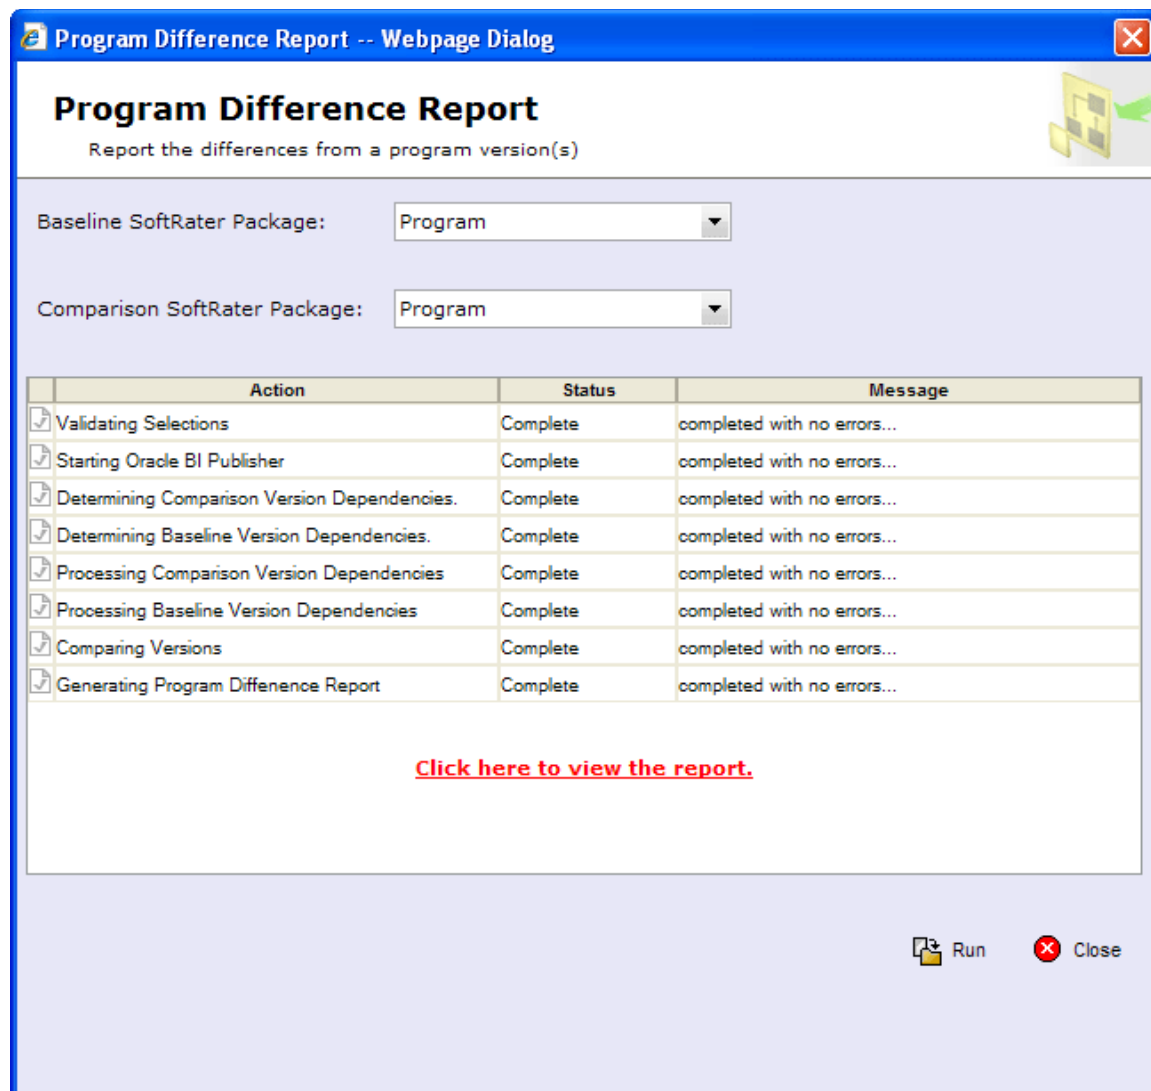 Program Difference Report -- Webpage Dialog
Program Difference Report
Report the differences from a program version(s)
Baseline SoftRater Package: Program
Comparison SoftRater Package: Program
Action Status Message
Validating Selections Complete completed with no errors...
Starting Oracle BI Publisher Complete completed with no errors...
Determining Comparison Version Dependencies. Complete completed with no errors...
Determining Baseline Version Dependencies. Complete completed with no errors...
Processing Comparison Version Dependencies Complete completed with no errors...
Processing Baseline Version Dependencies Complete completed with no errors...
Comparing Versions Complete completed with no errors...
Generating Program Diffenence Report Complete completed with no errors...
Click here to view the report.
Run Close